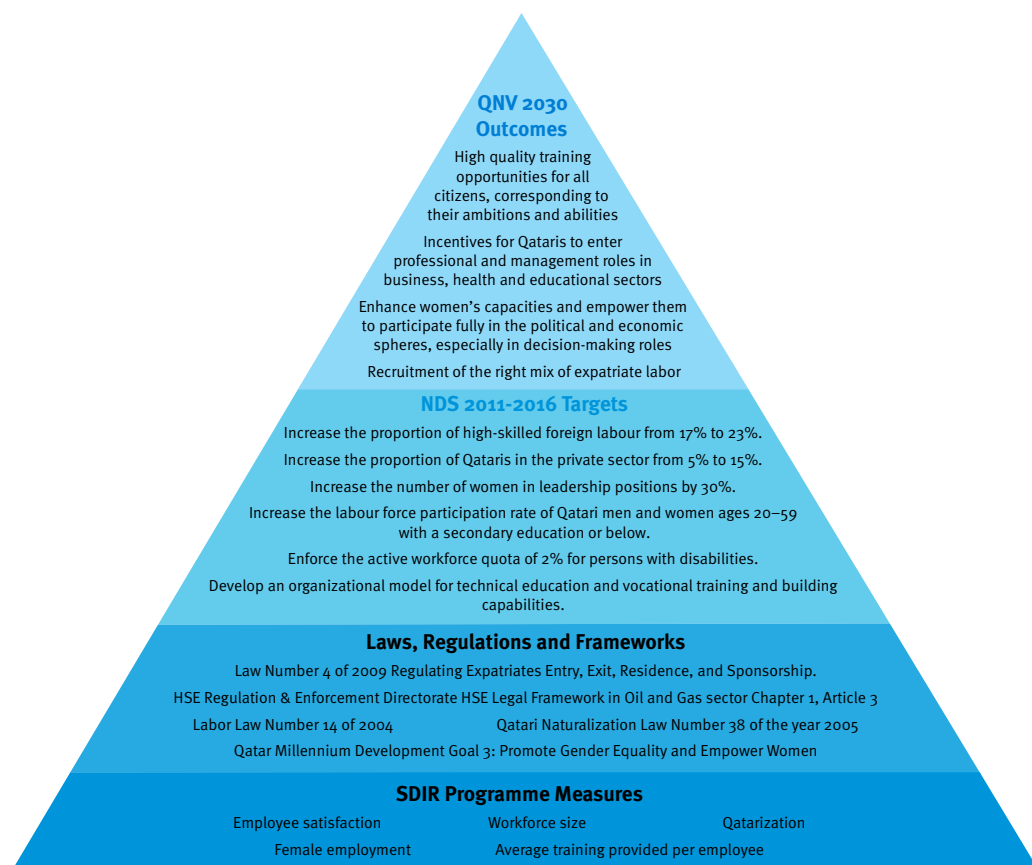 QNV 2030
Outcomes
High quality training
opportunities for all
citizens, corresponding to
their ambitions and abilities
Incentives for Qataris to enter
professional and management roles in
business, health and educational sectors
Enhance women’s capacities and empower them
to participate fully in the political and economic
spheres, especially in decision-making roles
Recruitment of the right mix of expatriate labor
NDS 2011-2016 Targets
Increase the proportion of high-skilled foreign labour from 17% to 23%.
Increase the proportion of Qataris in the private sector from 5% to 15%.
Increase the number of women in leadership positions by 30%.
Increase the labour force participation rate of Qatari men and women ages 20–59
with a secondary education or below.
Enforce the active workforce quota of 2% for persons with disabilities.
Develop an organizational model for technical education and vocational training and building
capabilities.
Laws, Regulations and Frameworks
Law Number 4 of 2009 Regulating Expatriates Entry, Exit, Residence, and Sponsorship.
HSE Regulation & Enforcement Directorate HSE Legal Framework in Oil and Gas sector Chapter 1, Article 3
Labor Law Number 14 of 2004 Qatari Naturalization Law Number 38 of the year 2005
Qatar Millennium Development Goal 3: Promote Gender Equality and Empower Women
SDIR Programme Measures
Employee satisfaction Workforce size Qatarization
Female employment Average training provided per employee